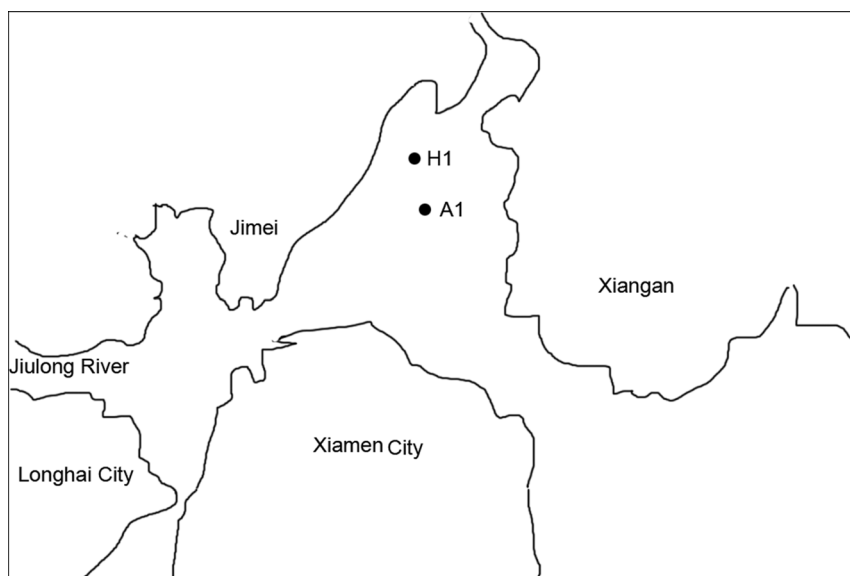 H1
A1
Jimei
Xiangan
Jiulong River
Xiamen City
Longhai City